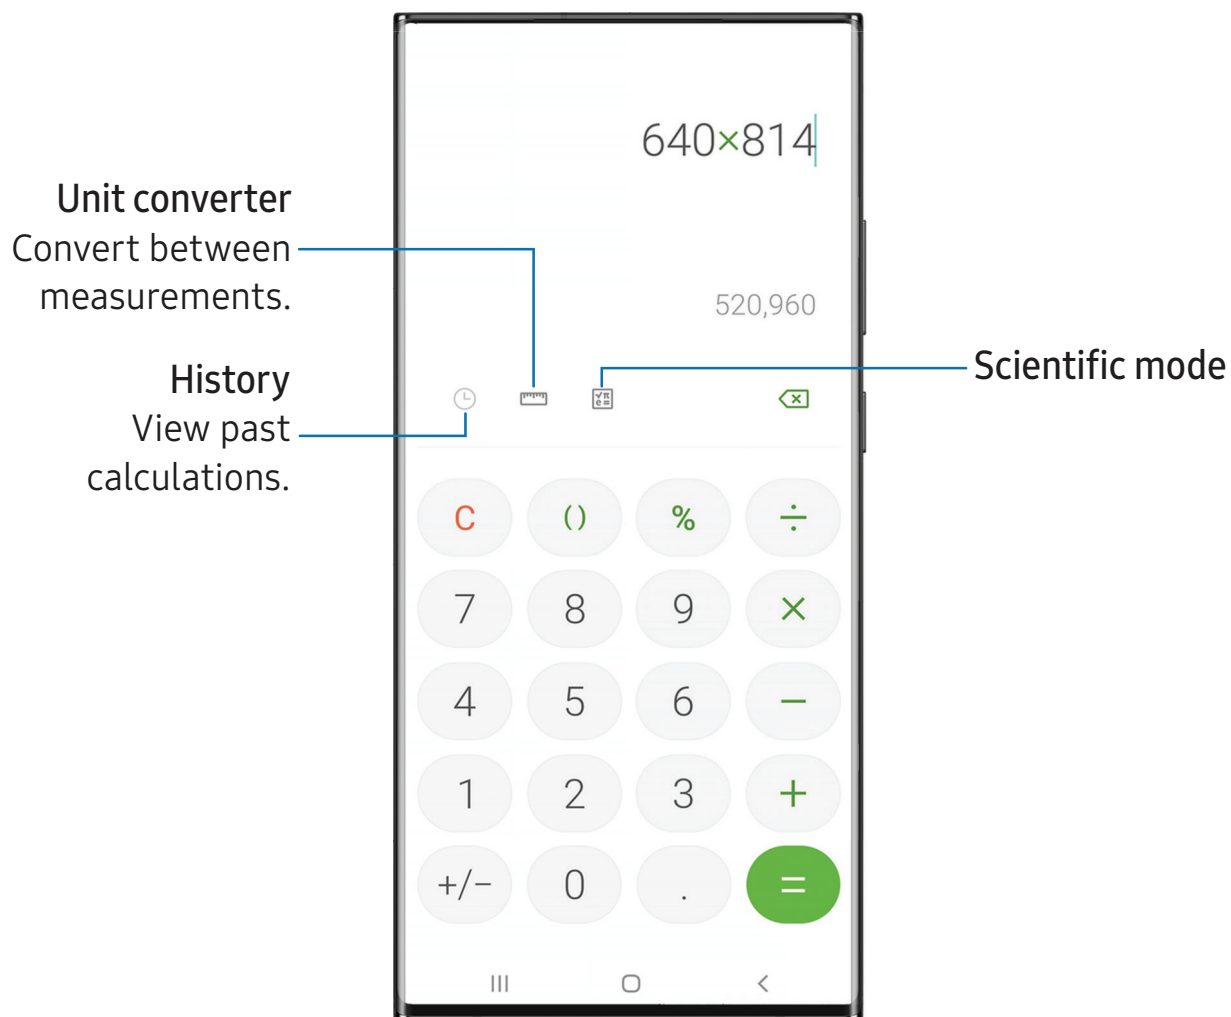 640×814
Unit converter
Convert between
measurements.
520,960
History
View past
calculations.
Scientific mode
√π
e=
C () % ÷
7 8 9 ×
4 5 6 −
1 2 3 +
+/− 0 . =